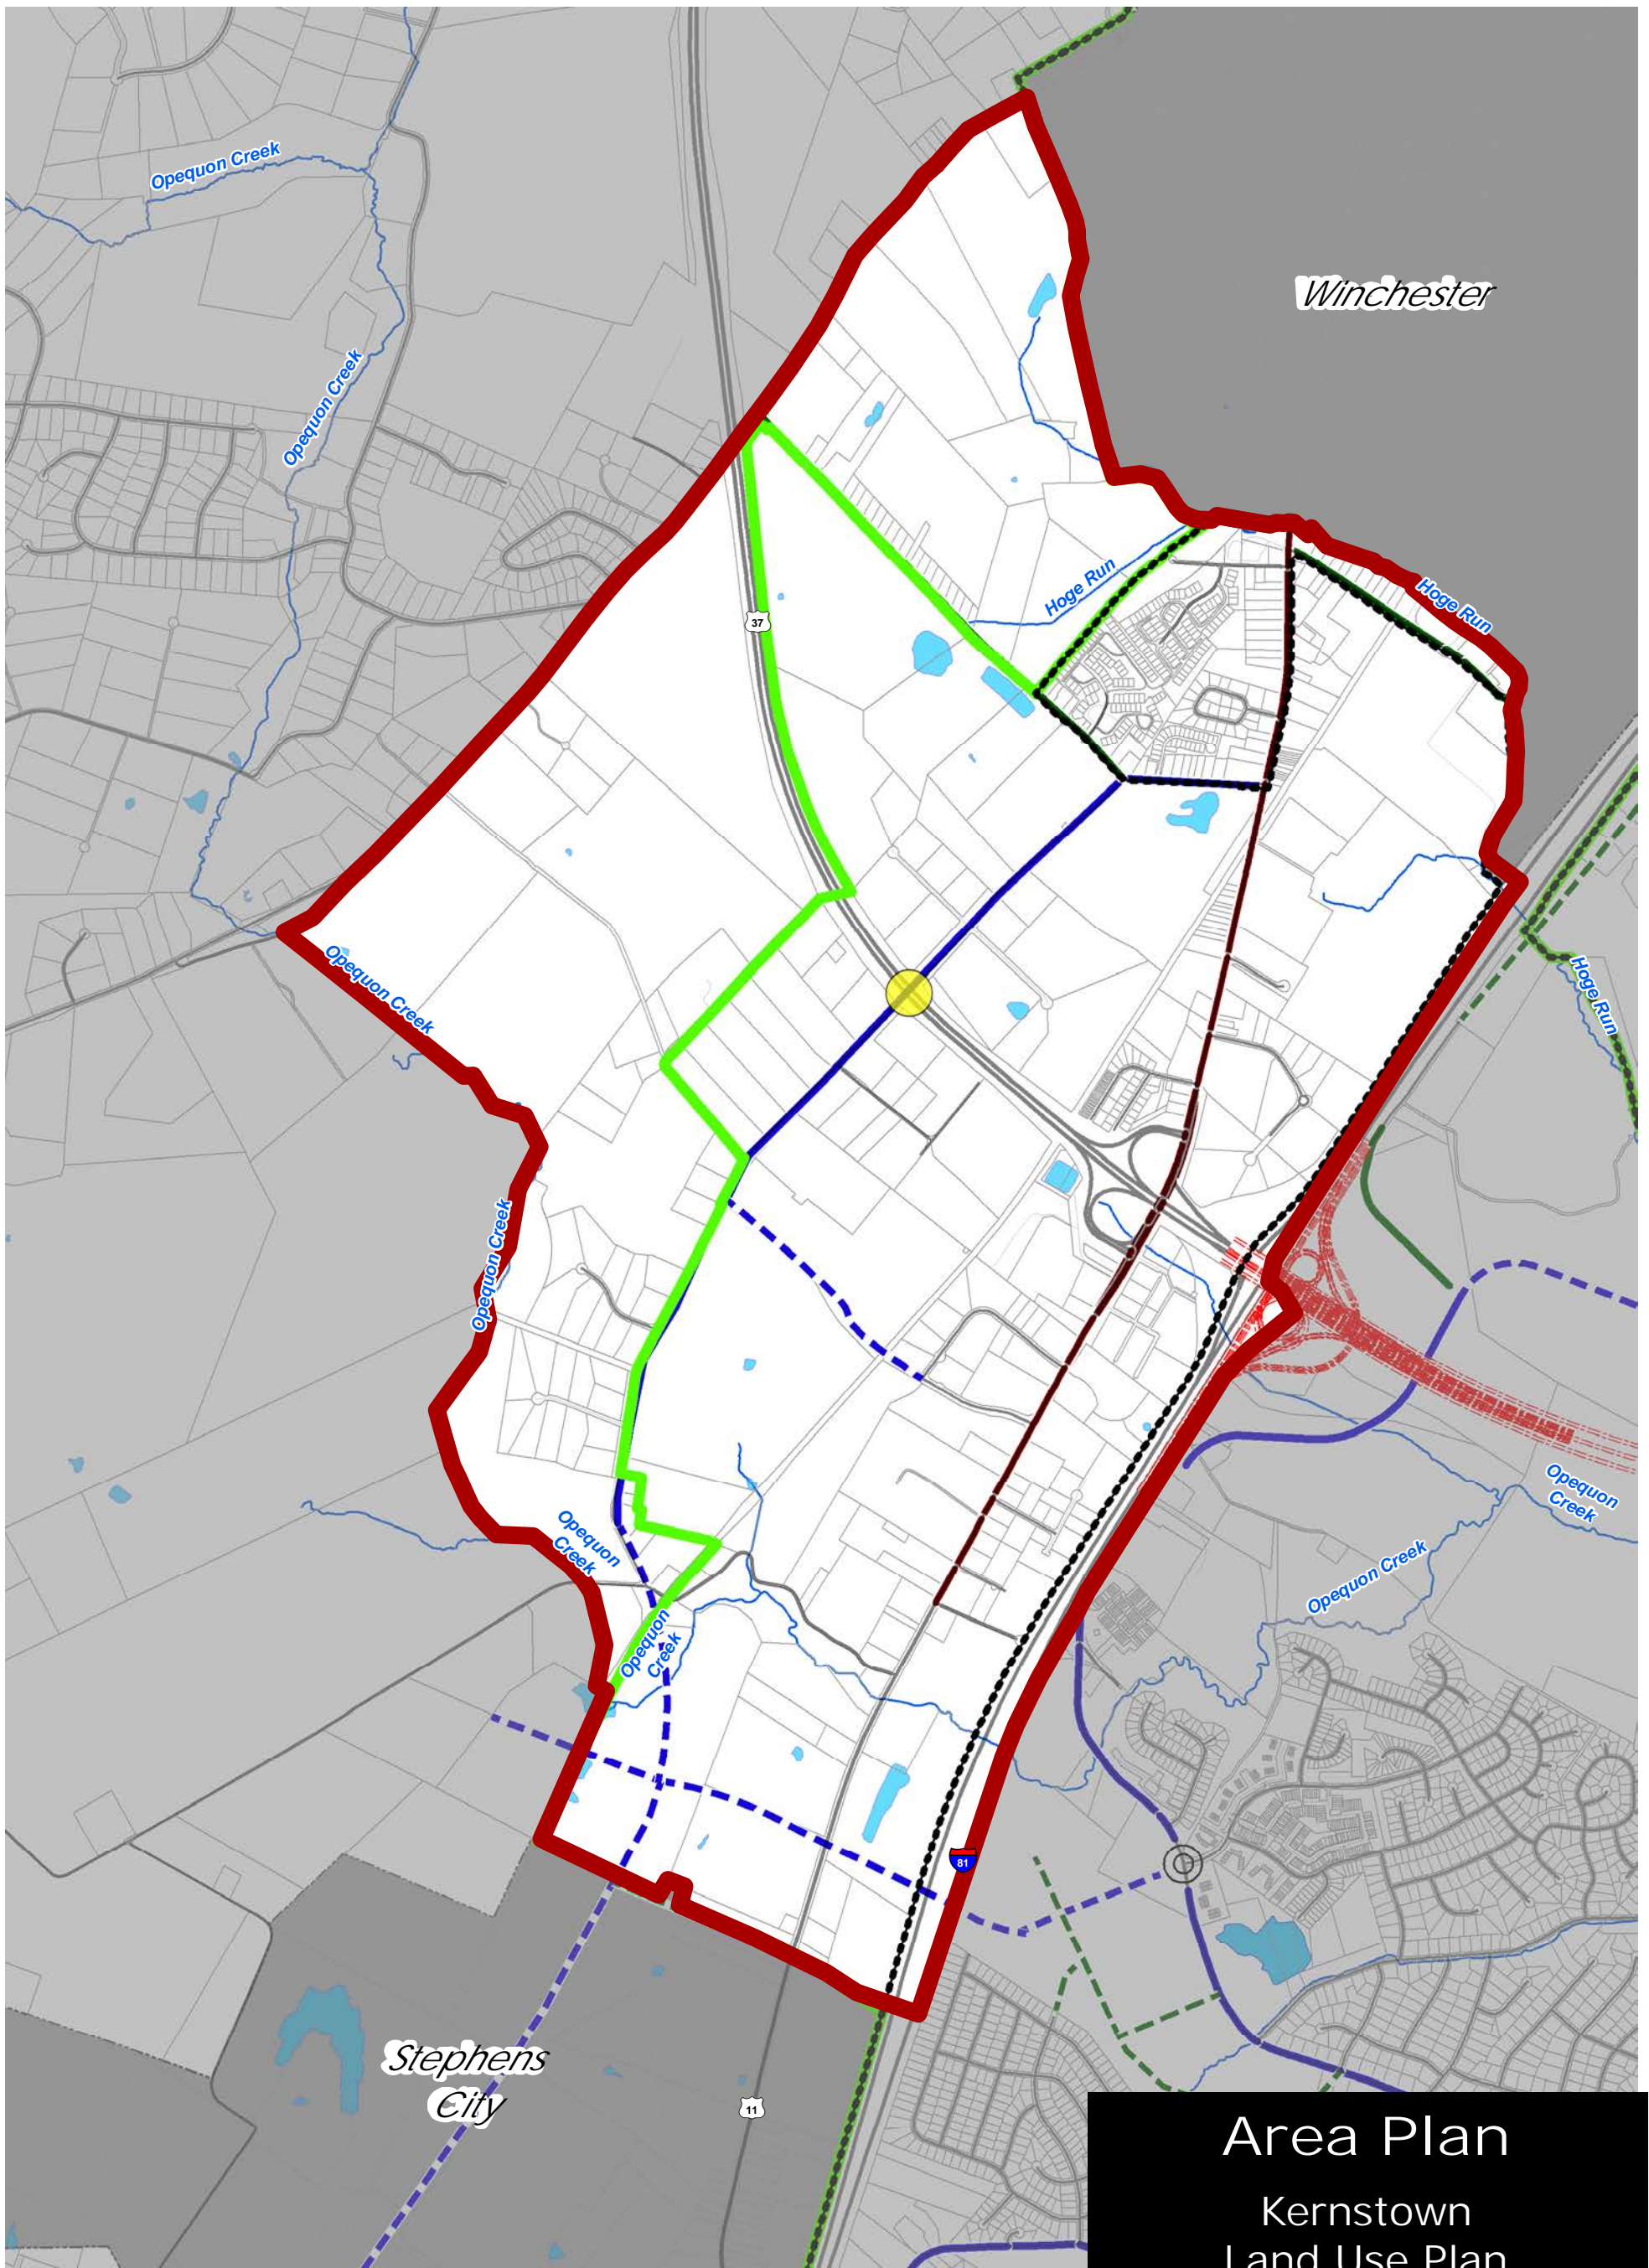 Opequon Creek
Winchester
Opequon Creek
Hoge Run
Hoge Run
37
Opequon Creek
Hoge Run
Opequon Creek
Opequon
Creek
Opequon
Creek
Opequon Creek
Opequon
Creek
81
Stephens
City
11
Area Plan
Kernstown
Land Use Plan